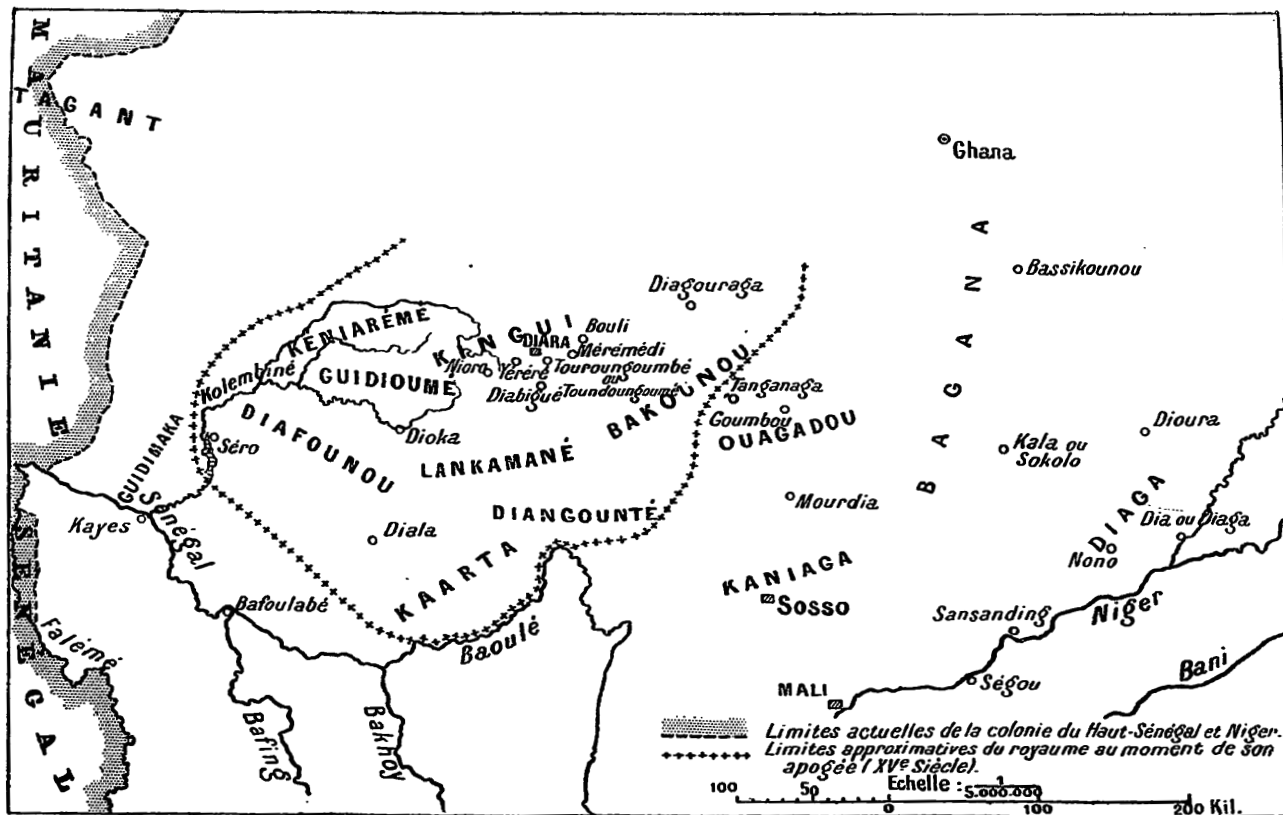 MAURITANIE
TAGANT
Ghana
BAGANA
Bassikounou
Diagouraga
KINGUI
Bouli
DIARA
Mérémédi
KENIARÉMÉ
Kolembiné
Nioro
Yéréré
Touroungoumbé
ou
Toundoungoumé
Diabigué
GUIDIOUME
BAKOUNOU
Tanganaga
Goumbou
OUAGADOU
Dioura
Kala ou
Sokolo
Dioka
DIAFOUNOU
LANKAMANÉ
Séro
GUIDIMAKA
Sénégal
Kayes
Diala
DIANGOUNTÉ
Mourdia
DIAGA
Dia ou Diaga
Nono
KAARTA
KANIAGA
SOSSO
Sansanding
Niger
Bafoulabé
Baoulé
SENEGAL
Falémé
Bafing
Bakhoy
MALI
Ségou
Bani
Limites actuelles de la colonie du Haut-Sénégal et Niger.
Limites approximatives du royaume au moment de son
apogée (XVe Siècle).
Echelle : 1
5.000.000
100 50 0 100 200 Kil.